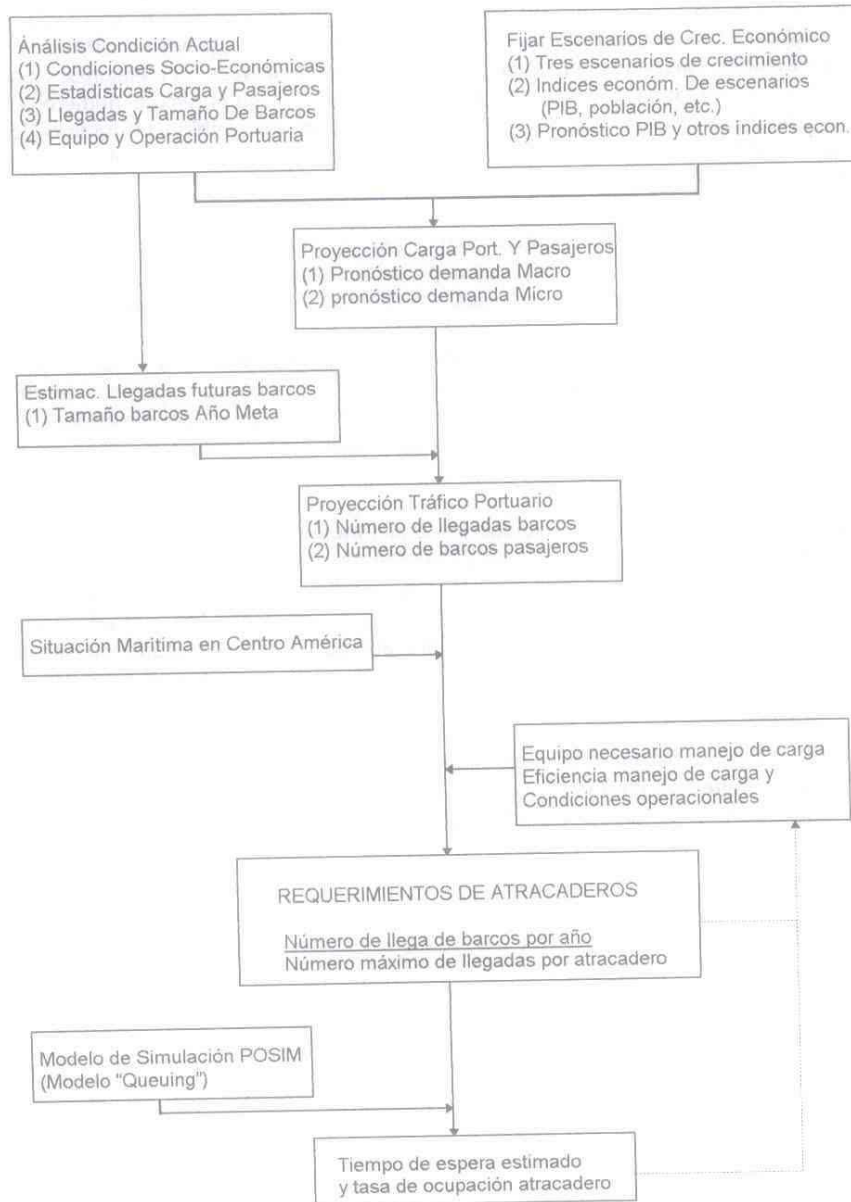 Ánálisis Condición Actual
(1) Condiciones Socio-Económicas
(2) Estadísticas Carga y Pasajeros
(3) Llegadas y Tamaño De Barcos
(4) Equipo y Operación Portuaria
Fijar Escenarios de Crec. Económico
(1) Tres escenarios de crecimiento
(2) Indices económ. De escenarios
(PIB, población, etc.)
(3) Pronóstico PIB y otros índices econ.
Proyección Carga Port. Y Pasajeros
(1) Pronóstico demanda Macro
(2) pronóstico demanda Micro
Estimac. Llegadas futuras barcos
(1) Tamaño barcos Año Meta
Proyección Tráfico Portuario
(1) Número de llegadas barcos
(2) Número de barcos pasajeros
Situación Marítima en Centro América
Equipo necesario manejo de carga
Eficiencia manejo de carga y
Condiciones operacionales
REQUERIMIENTOS DE ATRACADEROS
Número de llega de barcos por año
Número máximo de llegadas por atracadero
Modelo de Simulación POSIM
(Modelo "Queuing")
Tiempo de espera estimado
y tasa de ocupación atracadero